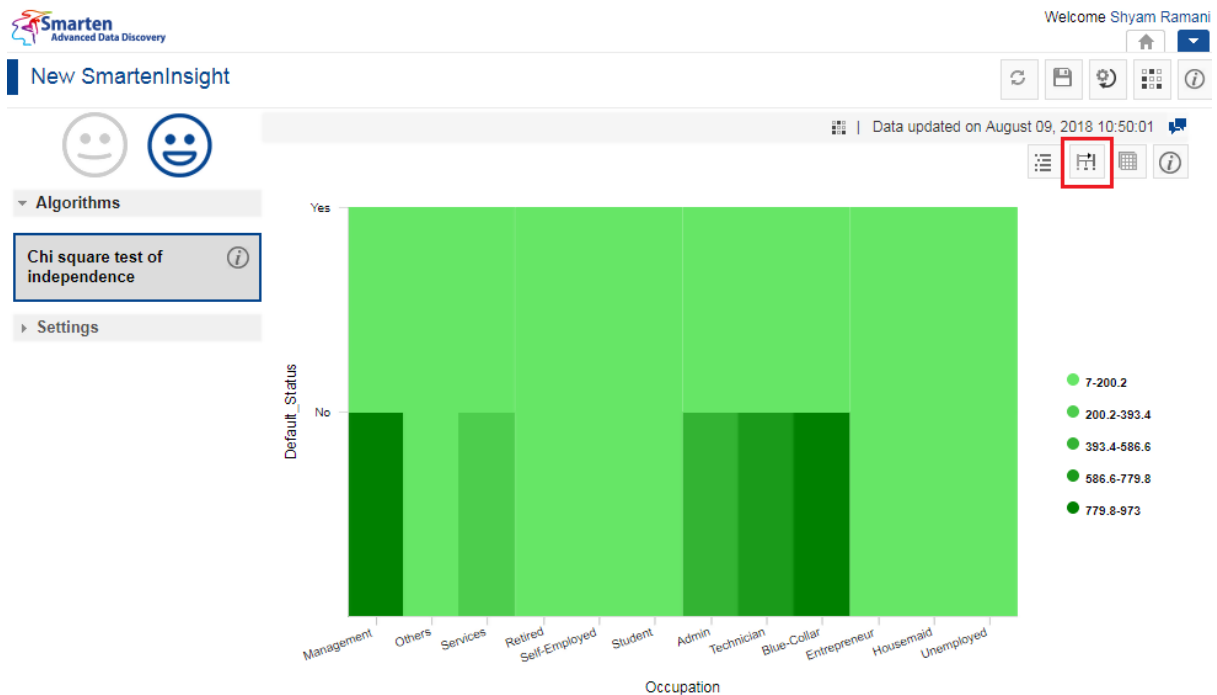 Smarten
Advanced Data Discovery
Welcome Shyam Ramani
New SmartenInsight
| Data updated on August 09, 2018 10:50:01
Algorithms
Chi square test of
independence
Settings
Yes
No
Default_Status
7-200.2
200.2-393.4
393.4-586.6
586.6-779.8
779.8-973
Management
Others
Services
Retired
Self-Employed
Student
Admin
Technician
Blue-Collar
Entrepreneur
Housemaid
Unemployed
Occupation